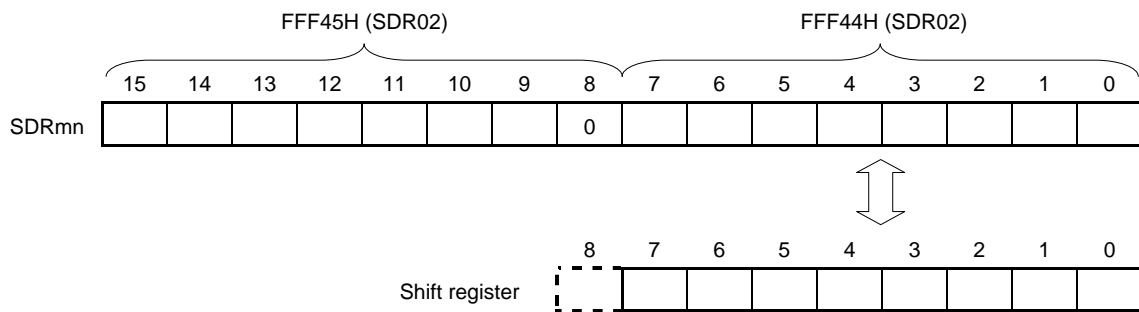 FFF45H (SDR02) FFF44H (SDR02)
15 14 13 12 11 10 9 8 7 6 5 4 3 2 1 0
SDRmn 0
8 7 6 5 4 3 2 1 0
Shift register